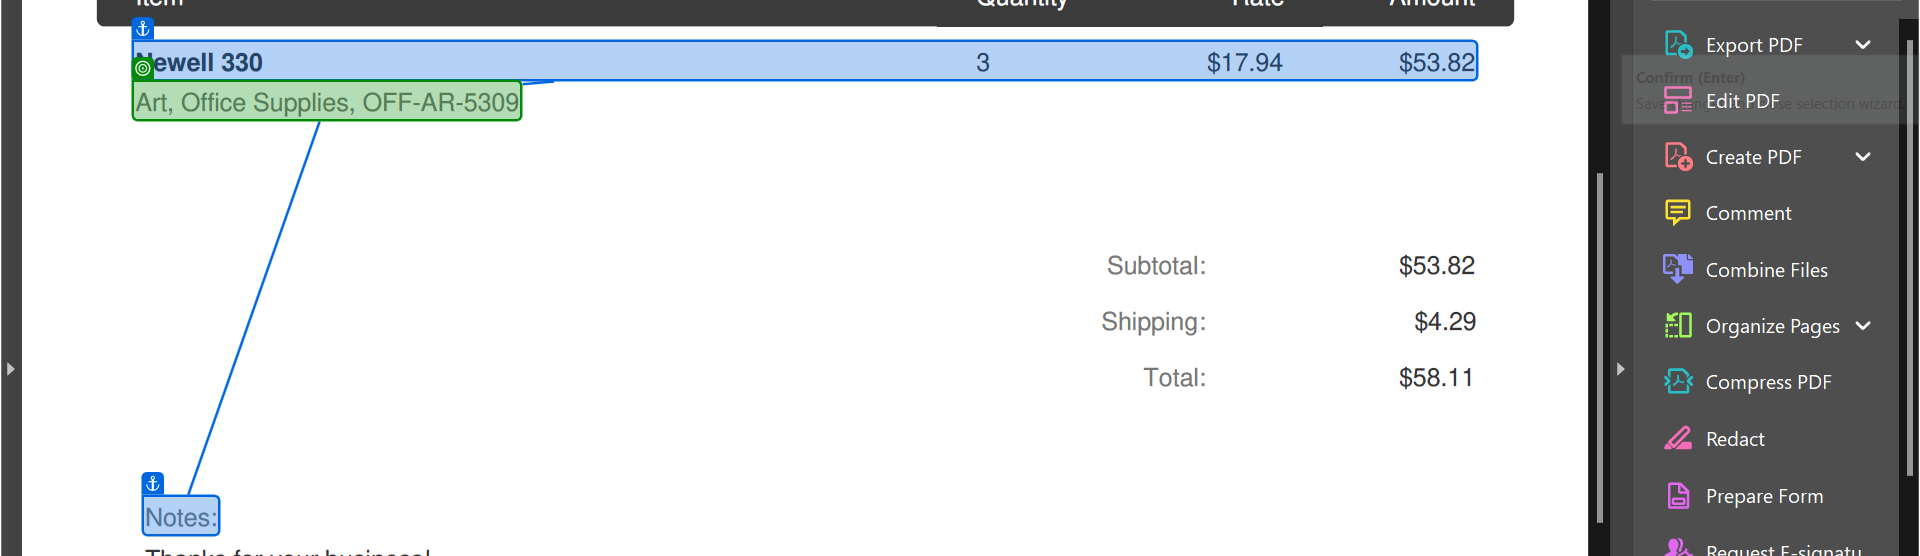 Item Quantity Rate Amount
Newell 330 3 $17.94 $53.82
Art, Office Supplies, OFF-AR-5309
Subtotal: $53.82
Shipping: $4.29
Total: $58.11
Notes:
Thanks for your business!
Export PDF
Confirm (Enter)
Edit PDF
selection wizard.
Create PDF
Comment
Combine Files
Organize Pages
Compress PDF
Redact
Prepare Form
Request E-signatu